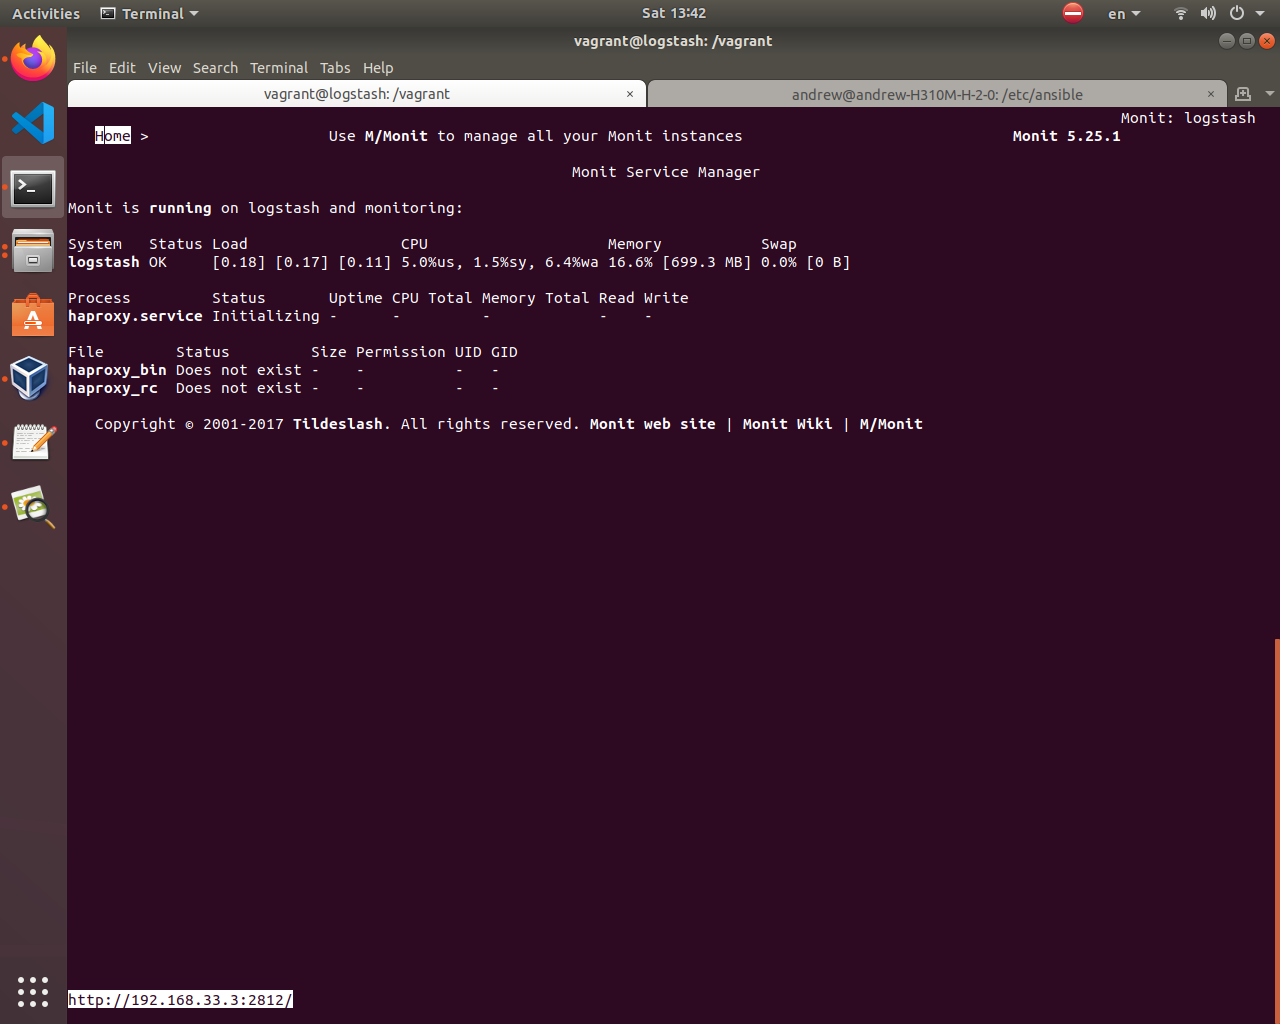 Activities Terminal Sat 13:42 en
vagrant@logstash: /vagrant
File Edit View Search Terminal Tabs Help
vagrant@logstash: /vagrant × andrew@andrew-H310M-H-2-0: /etc/ansible ×
Monit: logstash
Home > Use M/Monit to manage all your Monit instances Monit 5.25.1
Monit Service Manager
Monit is running on logstash and monitoring:
System Status Load CPU Memory Swap
logstash OK [0.18] [0.17] [0.11] 5.0%us, 1.5%sy, 6.4%wa 16.6% [699.3 MB] 0.0% [0 B]
Process Status Uptime CPU Total Memory Total Read Write
haproxy.service Initializing - - - - -
File Status Size Permission UID GID
haproxy_bin Does not exist - - - -
haproxy_rc Does not exist - - - -
Copyright © 2001-2017 Tildeslash. All rights reserved. Monit web site | Monit Wiki | M/Monit
http://192.168.33.3:2812/